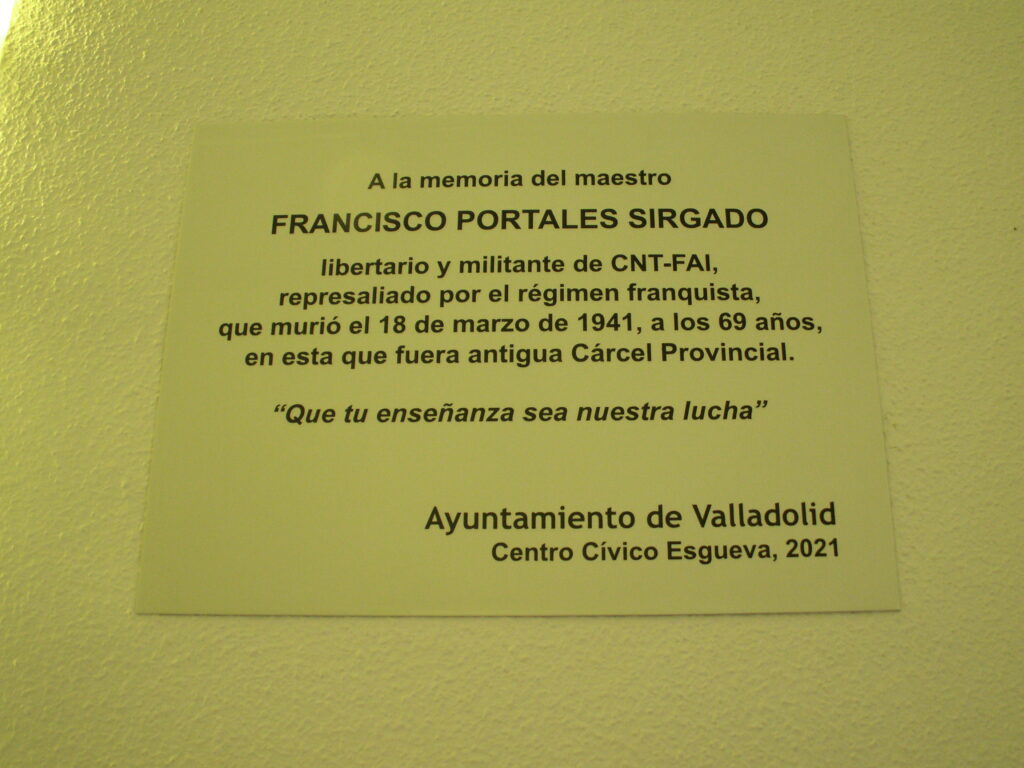 A la memoria del maestro
FRANCISCO PORTALES SIRGADO
libertario y militante de CNT-FAI,
represaliado por el régimen franquista,
que murió el 18 de marzo de 1941, a los 69 años,
en esta que fuera antigua Cárcel Provincial.
“Que tu enseñanza sea nuestra lucha”
Ayuntamiento de Valladolid
Centro Cívico Esgueva, 2021